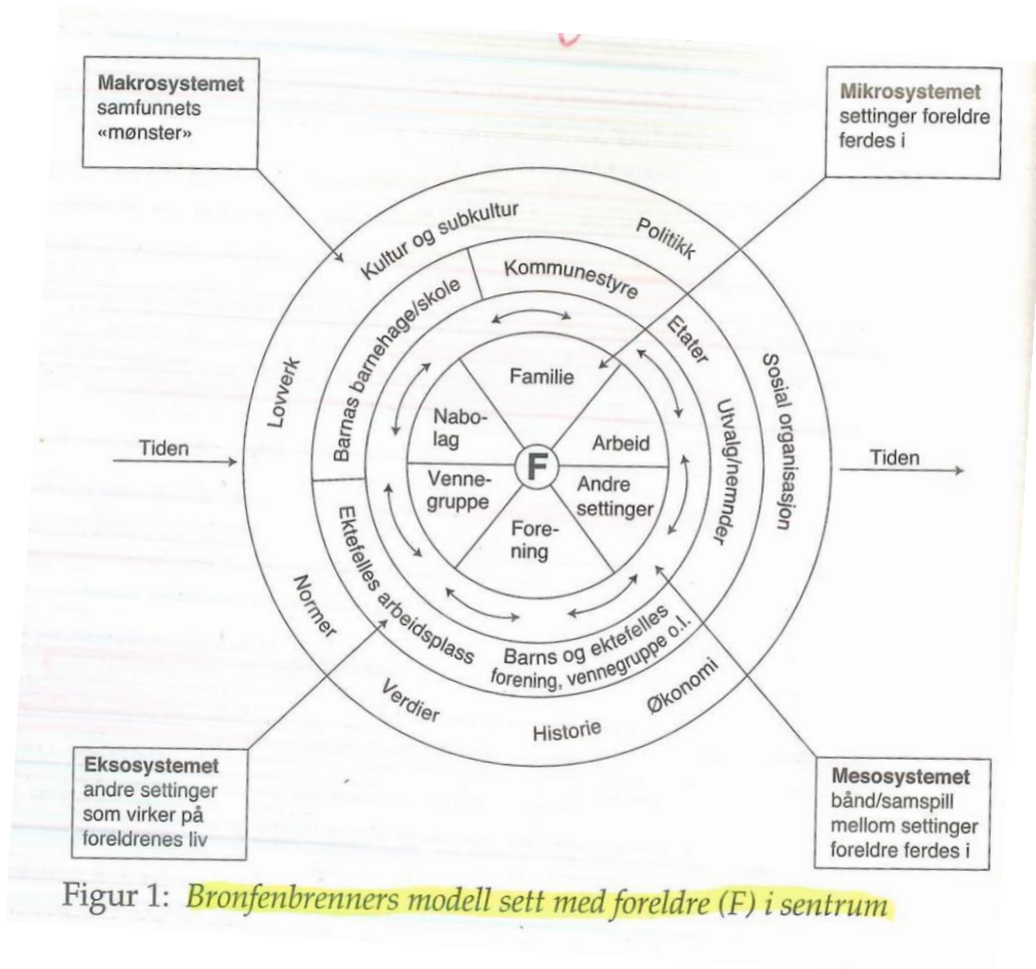 Makrosystemet
samfunnets
«mønster»
Mikrosystemet
settinger foreldre
ferdes i
Kultur og subkultur
Politikk
Barnas barnehage/skole
Kommunestyre
Etater
Lovverk
Sosial organisasjon
Utvalg/nemnder
Familie
Nabo-
lag
Arbeid
F
Tiden
Tiden
Venne-
gruppe
Andre
settinger
Fore-
ning
Ektefelles arbeidsplass
Barns og ektefelles
forening, vennegruppe o.l.
Normer
Verdier
Historie
Økonomi
Eksosystemet
andre settinger
som virker på
foreldrenes liv
Mesosystemet
bånd/samspill
mellom settinger
foreldre ferdes i
Figur 1: Bronfenbrenners modell sett med foreldre (F) i sentrum